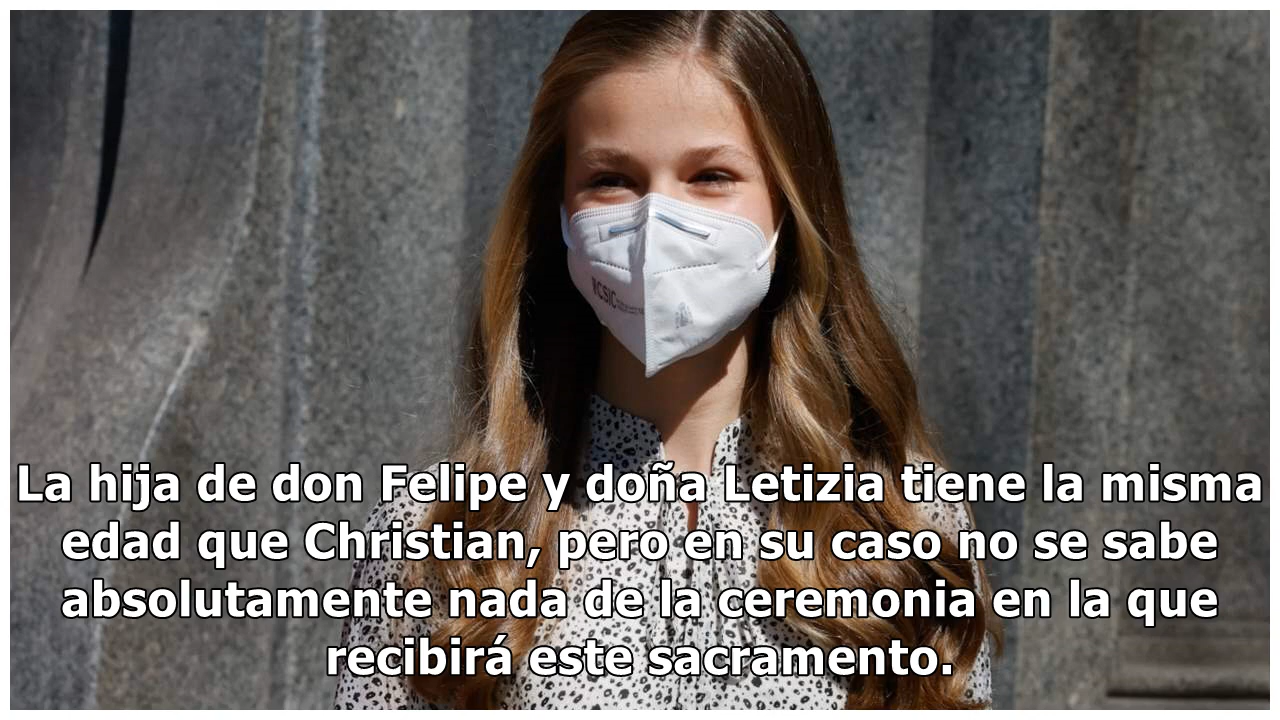 CSIC
La hija de don Felipe y doña Letizia tiene la misma
edad que Christian, pero en su caso no se sabe
absolutamente nada de la ceremonia en la que
recibirá este sacramento.